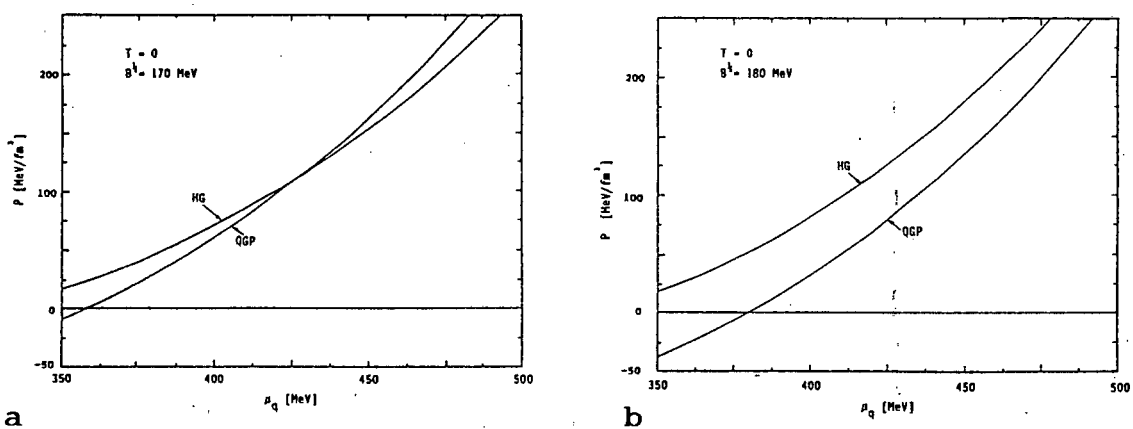 T = 0
B¼= 170 MeV
P [MeV/fm³]
200
100
0
-50
HG
QGP
350
400
450
500
μq [MeV]
a
T = 0
B¼= 180 MeV
P [MeV/fm³]
200
100
0
-50
HG
QGP
350
400
450
500
μq [MeV]
b